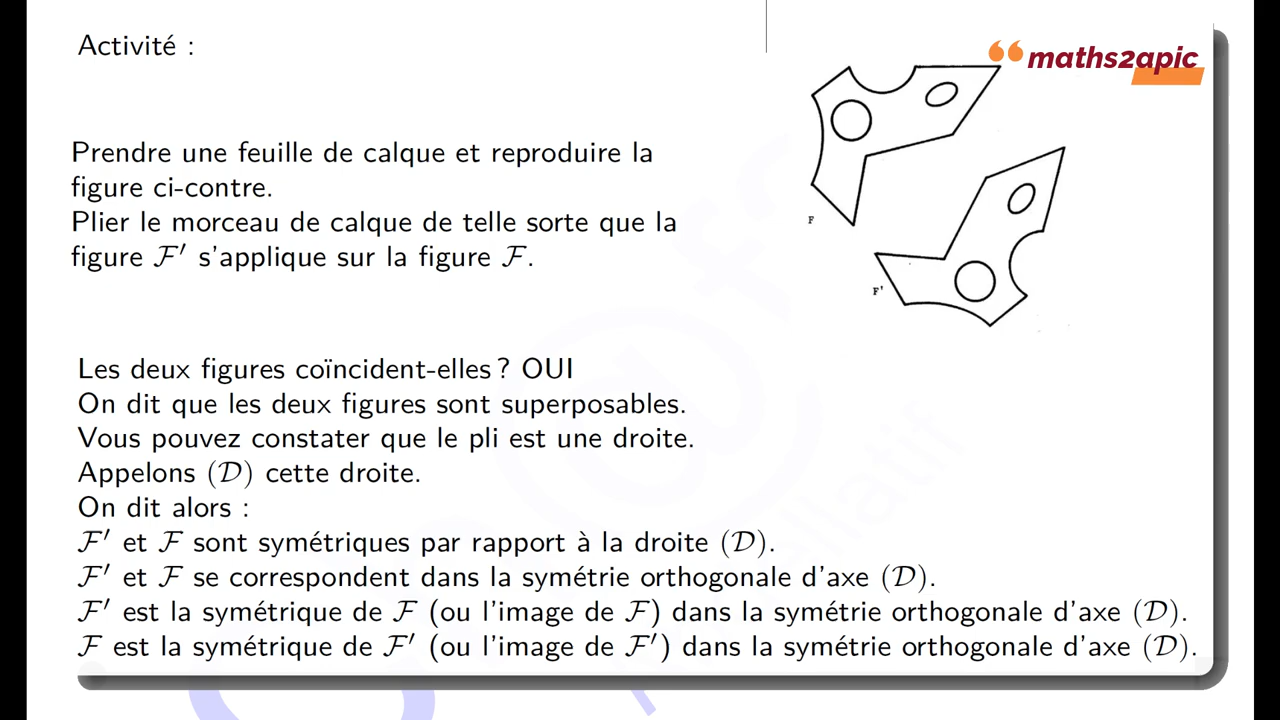 Activité :
maths2apic
Prendre une feuille de calque et reproduire la
figure ci-contre.
Plier le morceau de calque de telle sorte que la
figure ℱ′ s'applique sur la figure ℱ.
F
F'
Les deux figures coïncident-elles ? OUI
On dit que les deux figures sont superposables.
Vous pouvez constater que le pli est une droite.
Appelons (𝒟) cette droite.
On dit alors :
ℱ′ et ℱ sont symétriques par rapport à la droite (𝒟).
ℱ′ et ℱ se correspondent dans la symétrie orthogonale d'axe (𝒟).
ℱ′ est la symétrique de ℱ (ou l'image de ℱ) dans la symétrie orthogonale d'axe (𝒟).
ℱ est la symétrique de ℱ′ (ou l'image de ℱ′) dans la symétrie orthogonale d'axe (𝒟).